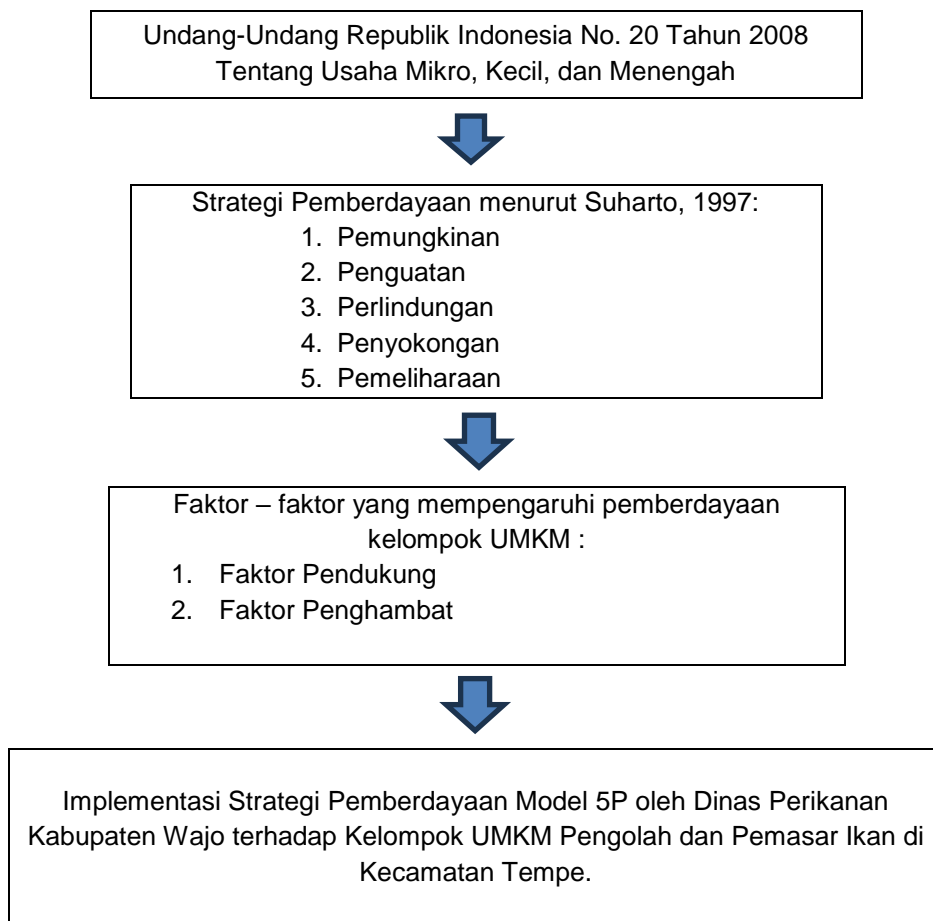 Undang-Undang Republik Indonesia No. 20 Tahun 2008
Tentang Usaha Mikro, Kecil, dan Menengah
Strategi Pemberdayaan menurut Suharto, 1997:
1. Pemungkinan
2. Penguatan
3. Perlindungan
4. Penyokongan
5. Pemeliharaan
Faktor – faktor yang mempengaruhi pemberdayaan
kelompok UMKM :
1. Faktor Pendukung
2. Faktor Penghambat
Implementasi Strategi Pemberdayaan Model 5P oleh Dinas Perikanan
Kabupaten Wajo terhadap Kelompok UMKM Pengolah dan Pemasar Ikan di
Kecamatan Tempe.